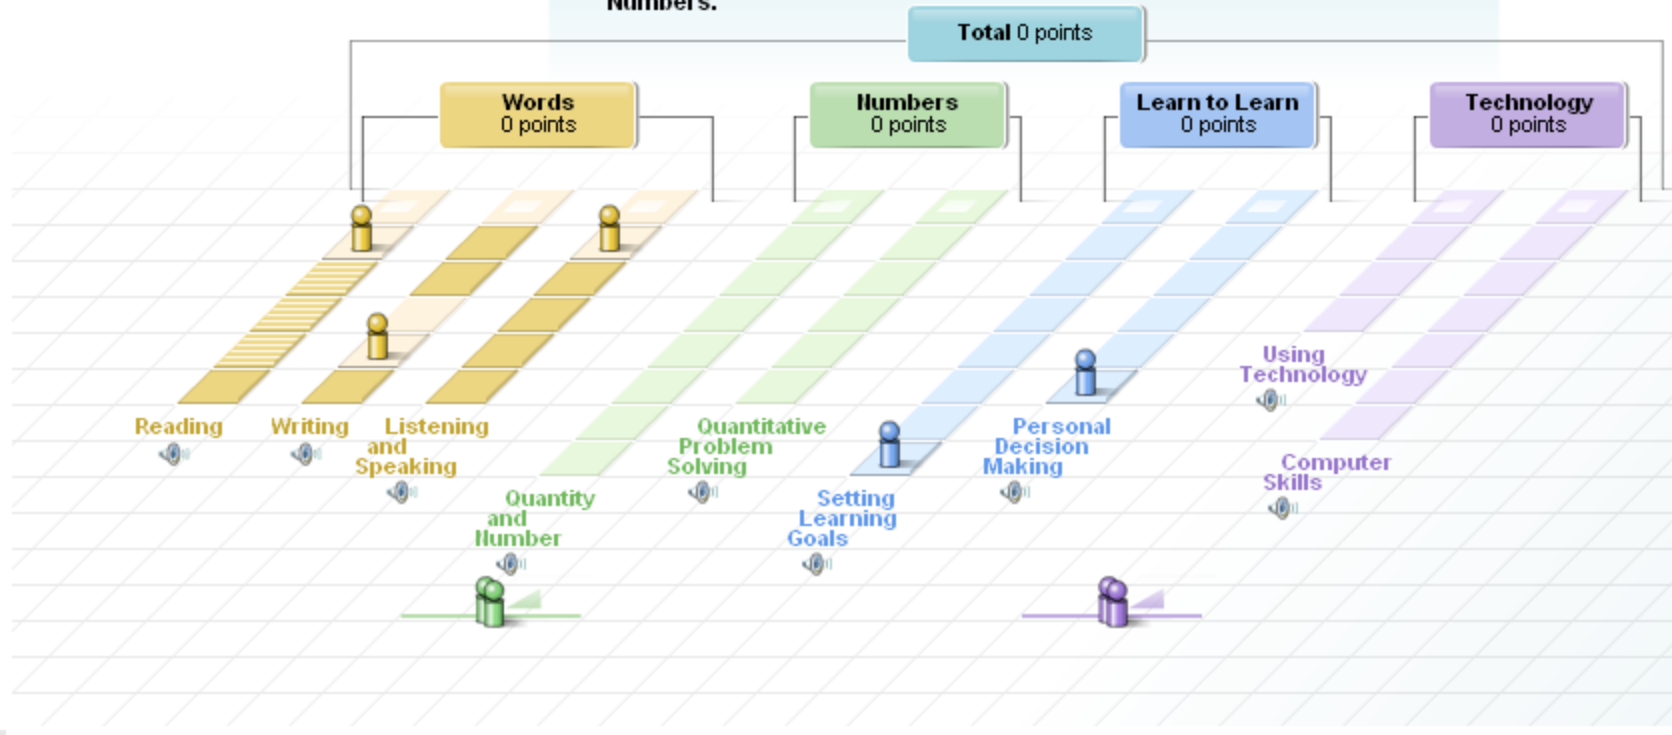 Numbers.
Total 0 points
Words
0 points
Numbers
0 points
Learn to Learn
0 points
Technology
0 points
Reading
Writing
Listening
and
Speaking
Quantity
and
Number
Quantitative
Problem
Solving
Setting
Learning
Goals
Personal
Decision
Making
Using
Technology
Computer
Skills